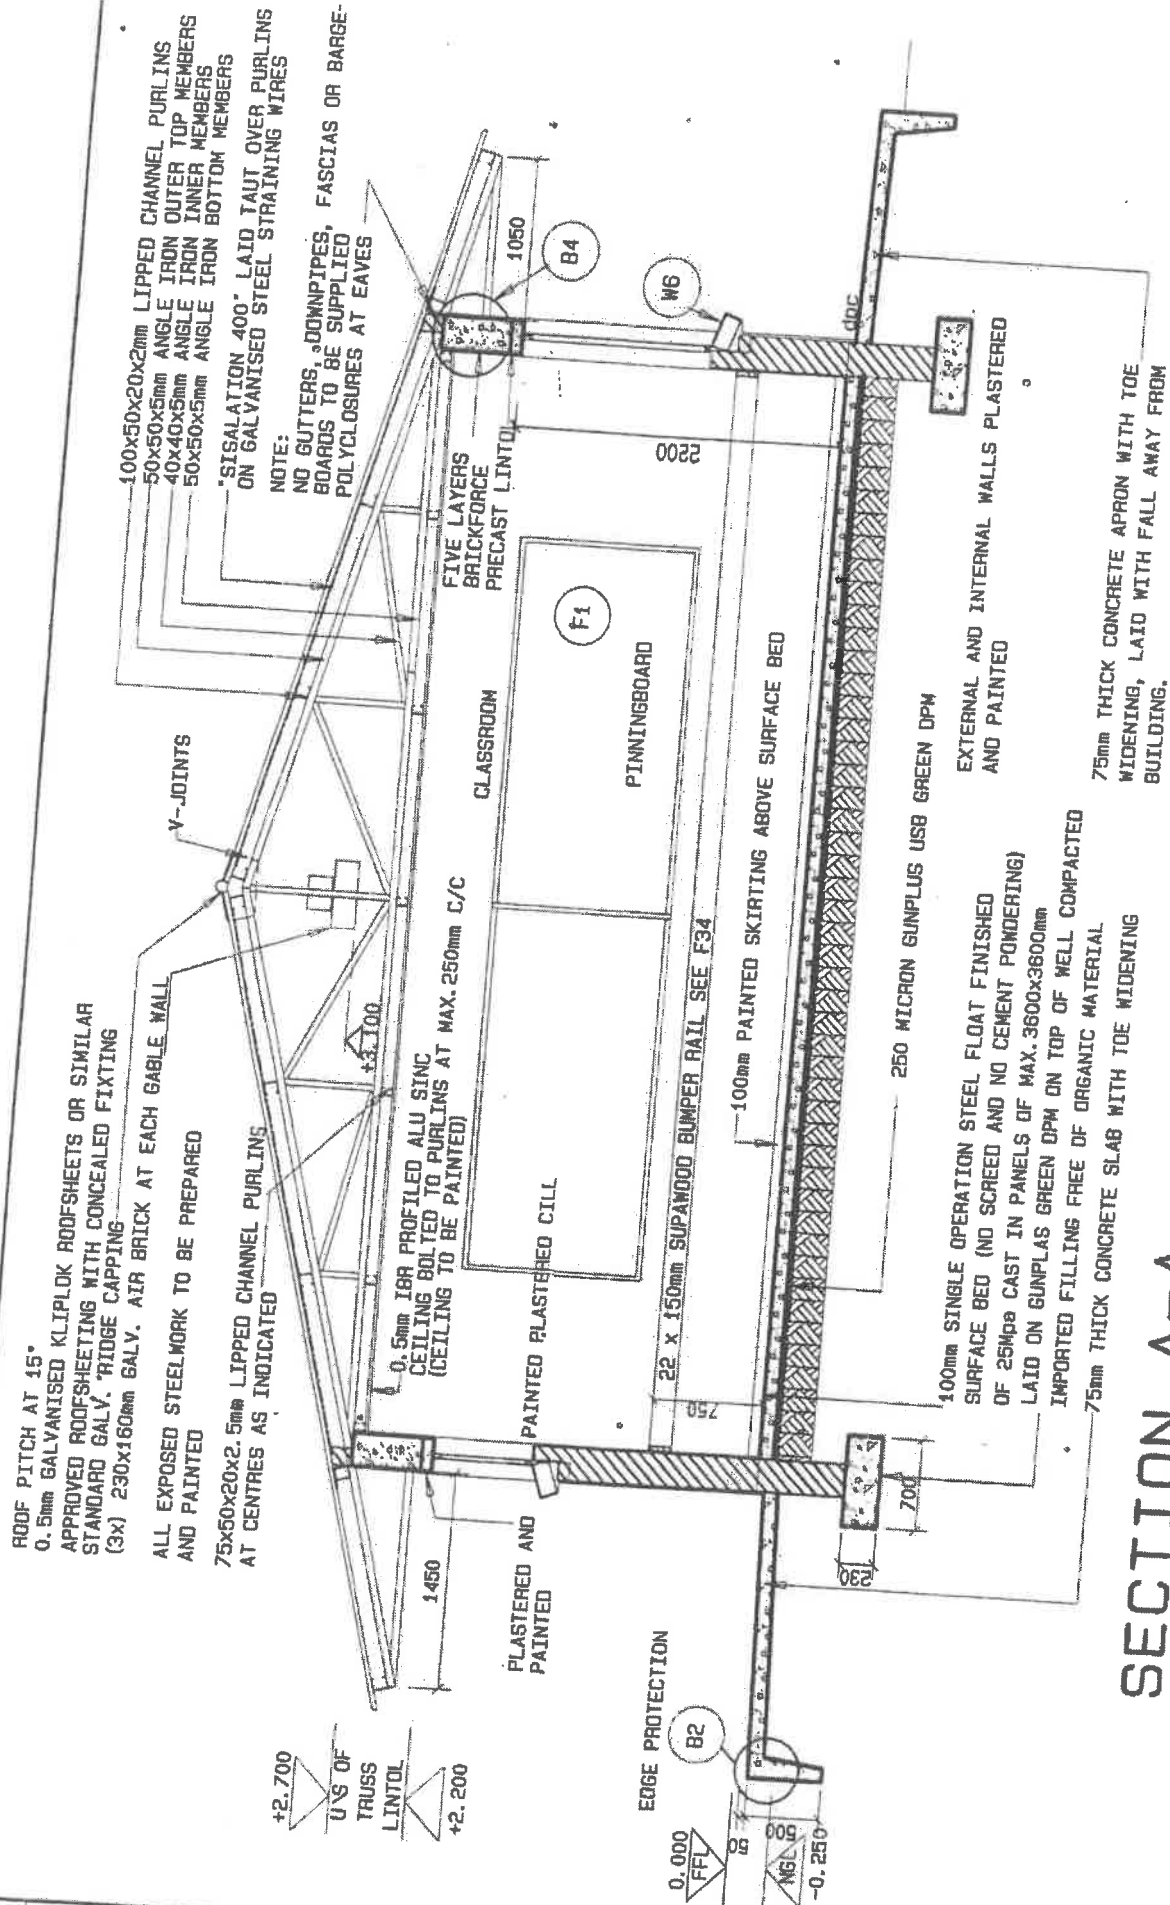 ROOF PITCH AT 15°
0.5mm GALVANISED KLIPLOK ROOFSHEETS OR SIMILAR
APPROVED ROOFSHEETING WITH CONCEALED FIXTING
STANDARD GALV. RIDGE CAPPING
(3x) 230x160mm GALV. AIR BRICK AT EACH GABLE WALL
ALL EXPOSED STEELWORK TO BE PREPARED
AND PAINTED
75x50x20x2.5mm LIPPED CHANNEL PURLINS
AT CENTRES AS INDICATED
V-JOINTS
100x50x20x2mm LIPPED CHANNEL PURLINS
50x50x5mm ANGLE IRON OUTER TOP MEMBERS
40x40x5mm ANGLE IRON INNER MEMBERS
50x50x5mm ANGLE IRON BOTTOM MEMBERS
"SISALATION 400" LAID TAUT OVER PURLINS
ON GALVANISED STEEL STRAINING WIRES
NOTE:
NO GUTTERS, DOWNPIPES, FASCIAS OR BARGE-
BOARDS TO BE SUPPLIED
POLYCLOSURES AT EAVES
+2.700
U\S OF
TRUSS
LINTOL
+2.200
1450
+3.100
0.5mm IBR PROFILED ALU SINC
CEILING BOLTED TO PURLINS AT MAX.250mm C/C
(CEILING TO BE PAINTED)
CLASSROOM
FIVE LAYERS
BRICKFORCE
PRECAST LINTOL
1050
B4
W6
F1
2200
PINNINGBOARD
PLASTERED AND
PAINTED
PAINTED PLASTERED CILL
22 x 150mm SUPAWOOD BUMPER RAIL SEE F34
750
100mm PAINTED SKIRTING ABOVE SURFACE BED
dpc
EDGE PROTECTION
B2
0.000
FFL
50
500
NGL
-0.250
230
700
250 MICRON GUNPLUS USB GREEN DPM
EXTERNAL AND INTERNAL WALLS PLASTERED
AND PAINTED
100mm SINGLE OPERATION STEEL FLOAT FINISHED
SURFACE BED (NO SCREED AND NO CEMENT POWDERING)
OF 25Mpa CAST IN PANELS OF MAX.3600x3600mm
LAID ON GUNPLAS GREEN DPM ON TOP OF WELL COMPACTED
IMPORTED FILLING FREE OF ORGANIC MATERIAL
75mm THICK CONCRETE SLAB WITH TOE WIDENING
75mm THICK CONCRETE APRON WITH TOE
WIDENING, LAID WITH FALL AWAY FROM
BUILDING.
SECTION A-A